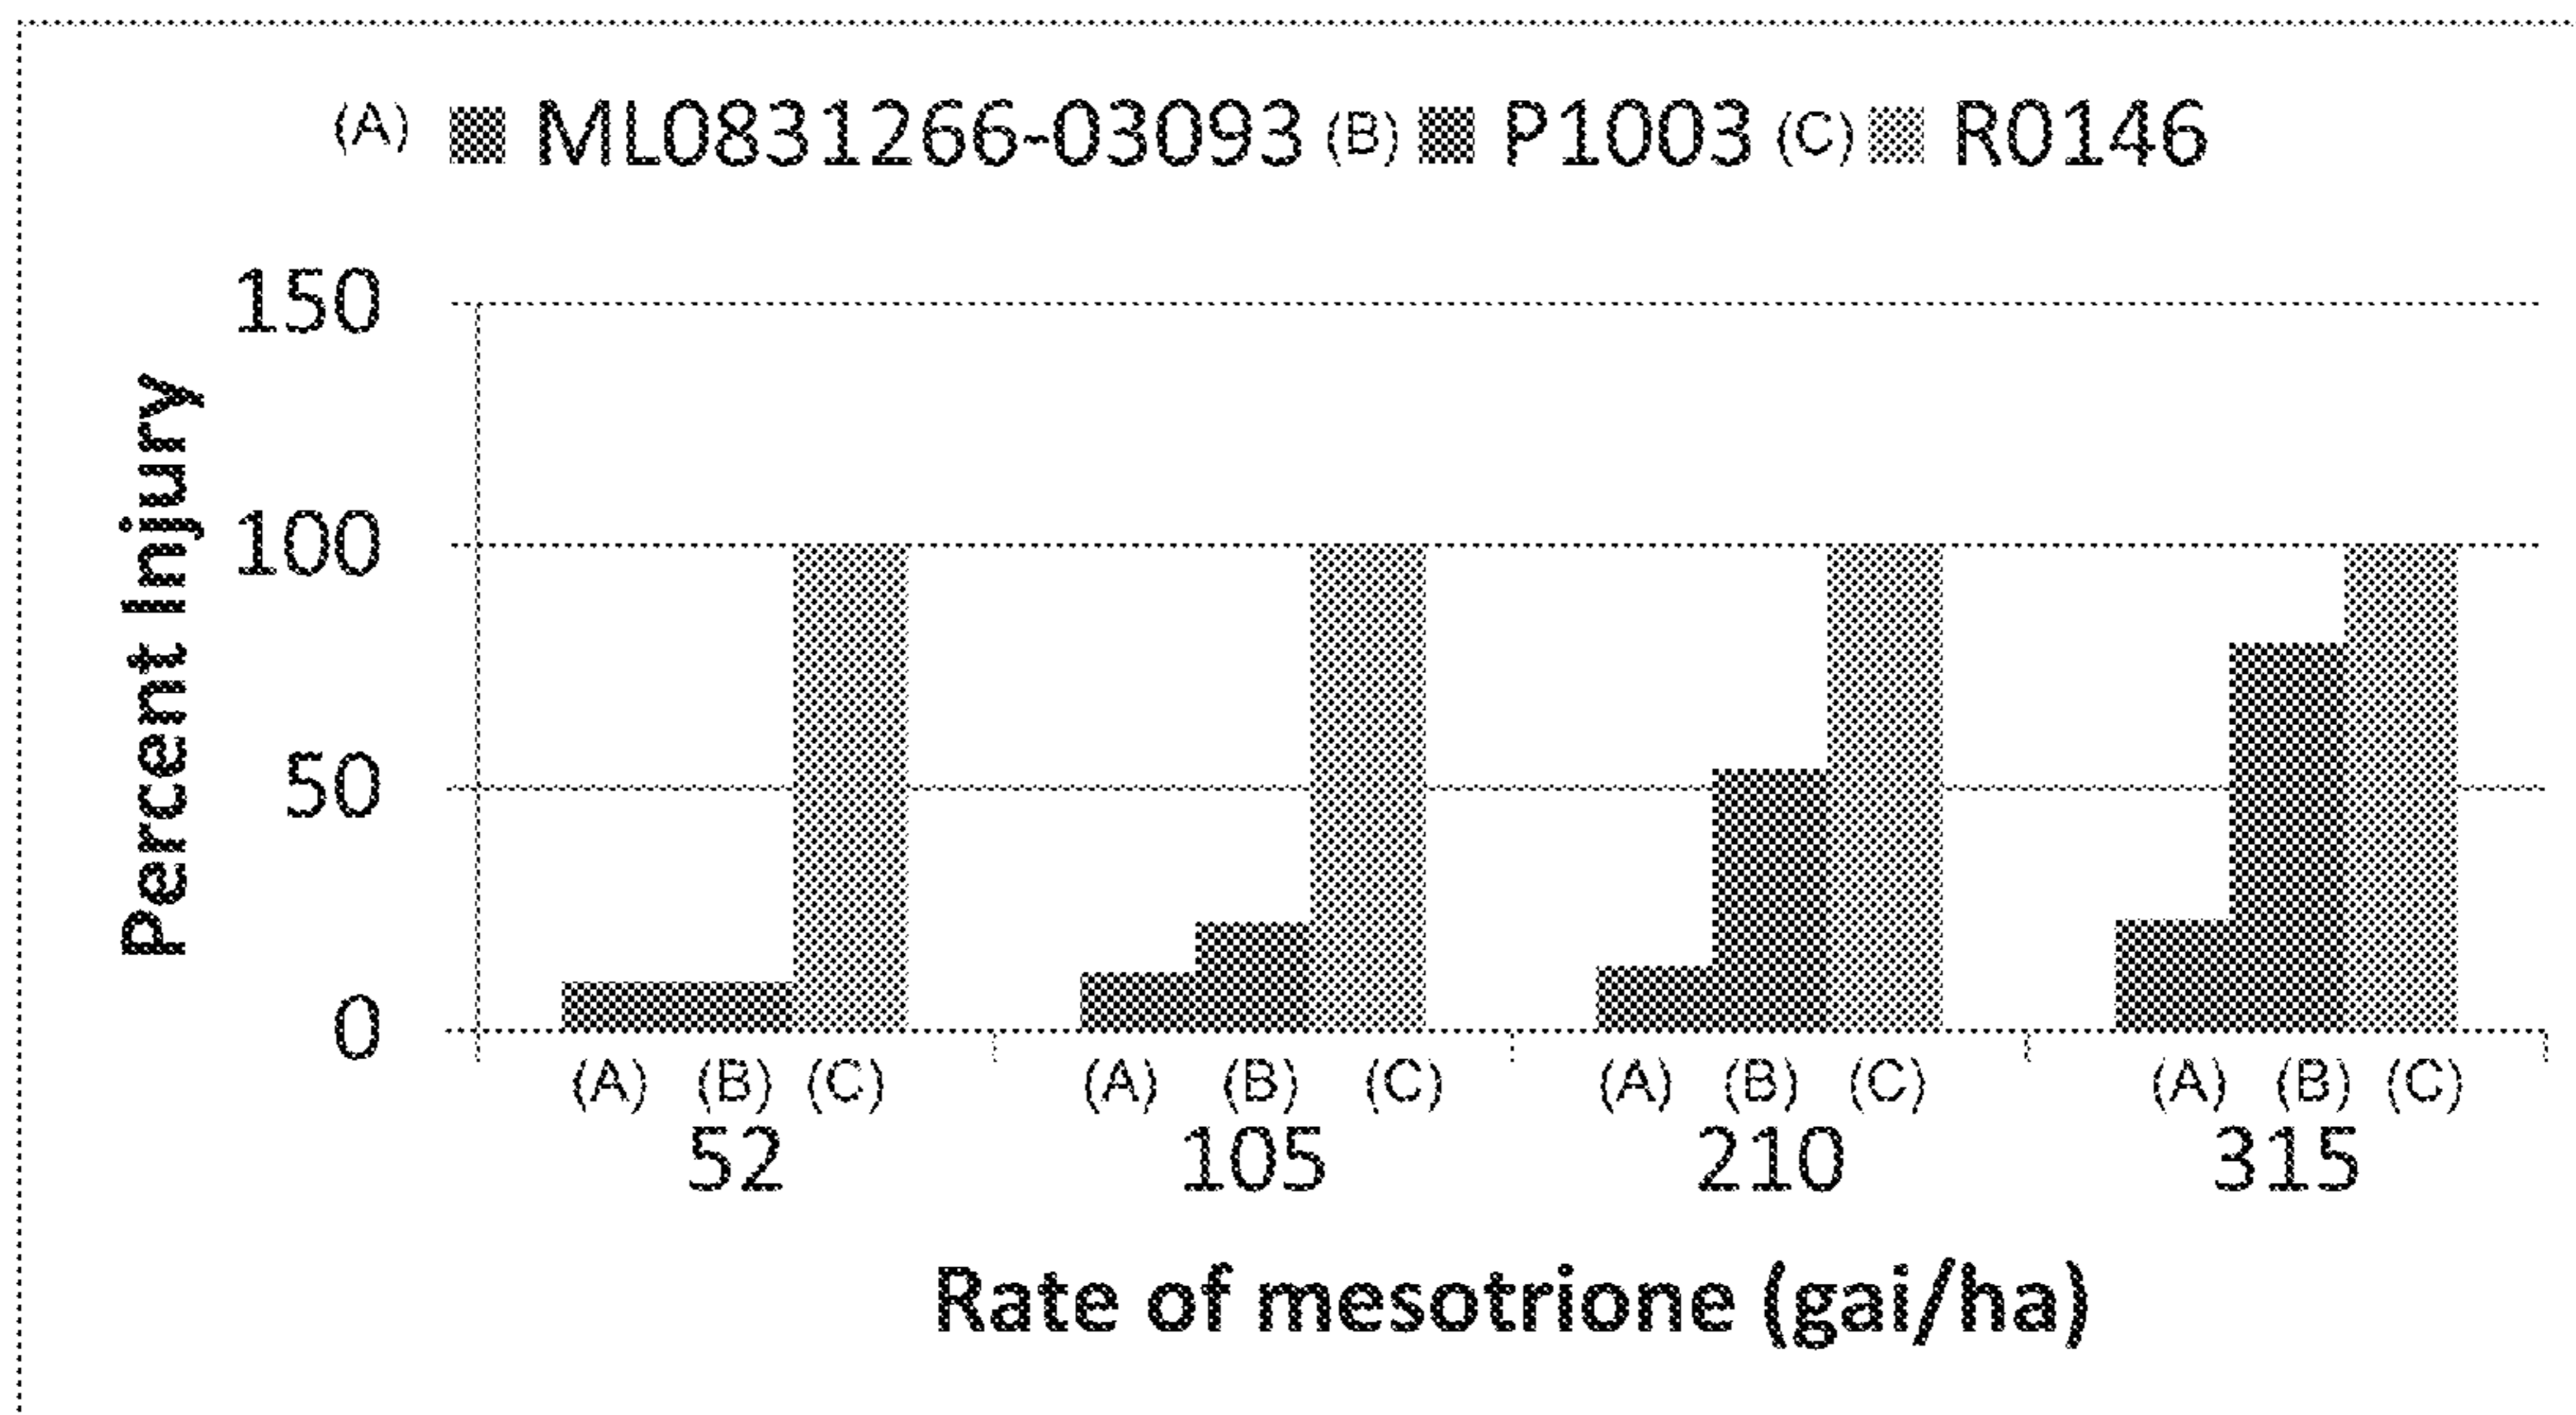 (A) ML0831266-03093 (B) P1003 (C) R0146
150
100
50
0
Percent Injury
(A) (B) (C) (A) (B) (C) (A) (B) (C) (A) (B) (C)
52 105 210 315
Rate of mesotrione (gai/ha)